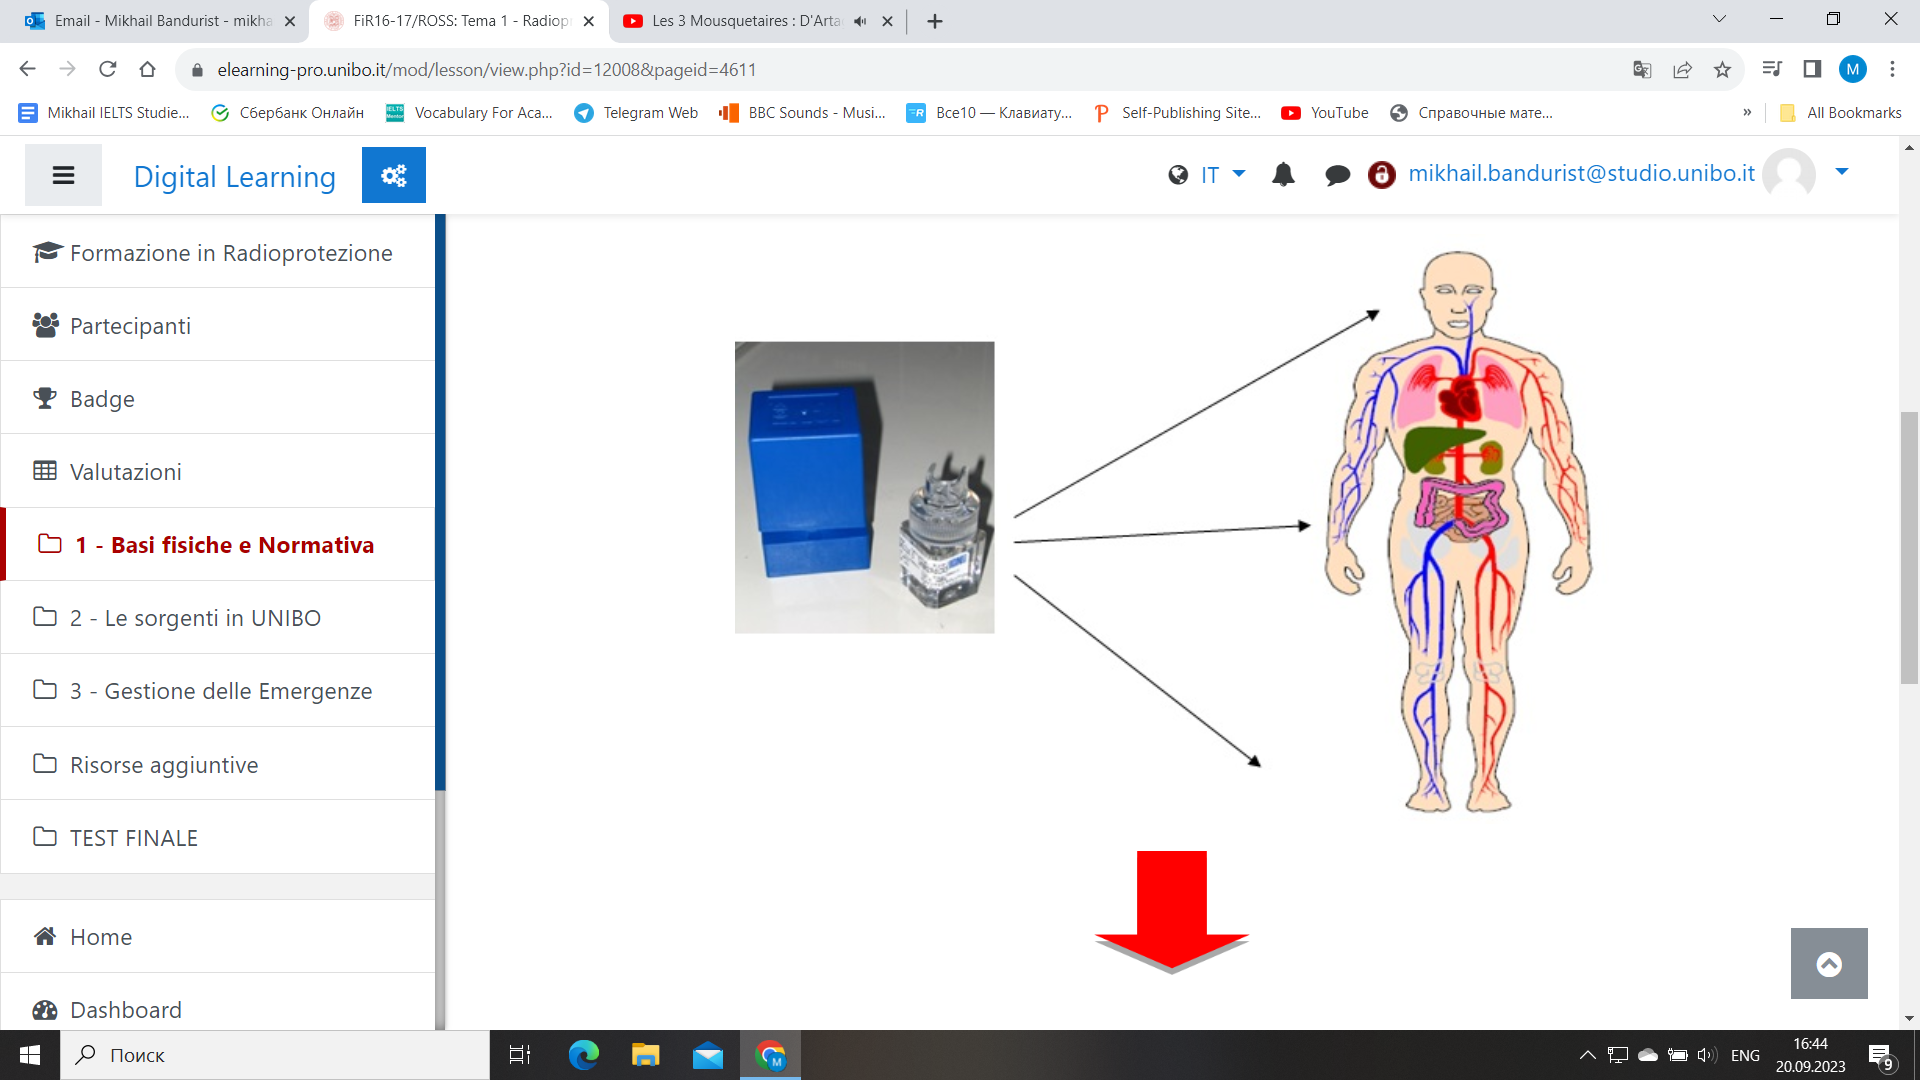 Email - Mikhail Bandurist - mikha
FiR16-17/ROSS: Tema 1 - Radiopr
Les 3 Mousquetaires : D'Arta
elearning-pro.unibo.it/mod/lesson/view.php?id=12008&pageid=4611
M
Mikhail IELTS Studie...
Сбербанк Онлайн
Vocabulary For Aca...
Telegram Web
BBC Sounds - Musi...
Все10 — Клавиату...
Self-Publishing Site...
YouTube
Справочные мате...
»
All Bookmarks
Digital Learning
IT
mikhail.bandurist@studio.unibo.it
Formazione in Radioprotezione
Partecipanti
Badge
Valutazioni
1 - Basi fisiche e Normativa
2 - Le sorgenti in UNIBO
3 - Gestione delle Emergenze
Risorse aggiuntive
TEST FINALE
Home
Dashboard
Поиск
M
ENG
16:44
20.09.2023
9